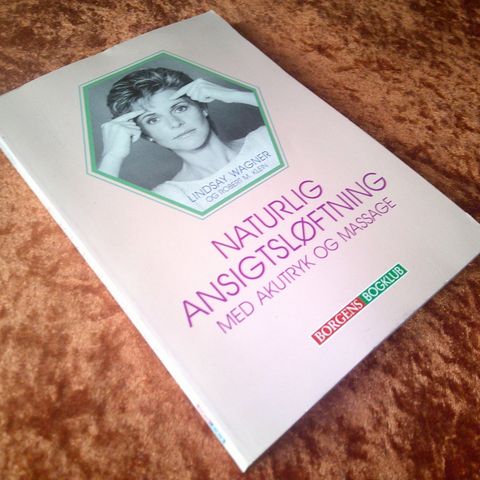 LINDSAY WAGNER
OG ROBERT M. KLEIN
NATURLIG
ANSIGTSLØFTNING
MED AKUTRYK OG MASSAGE
BORGENS BOGKLUB